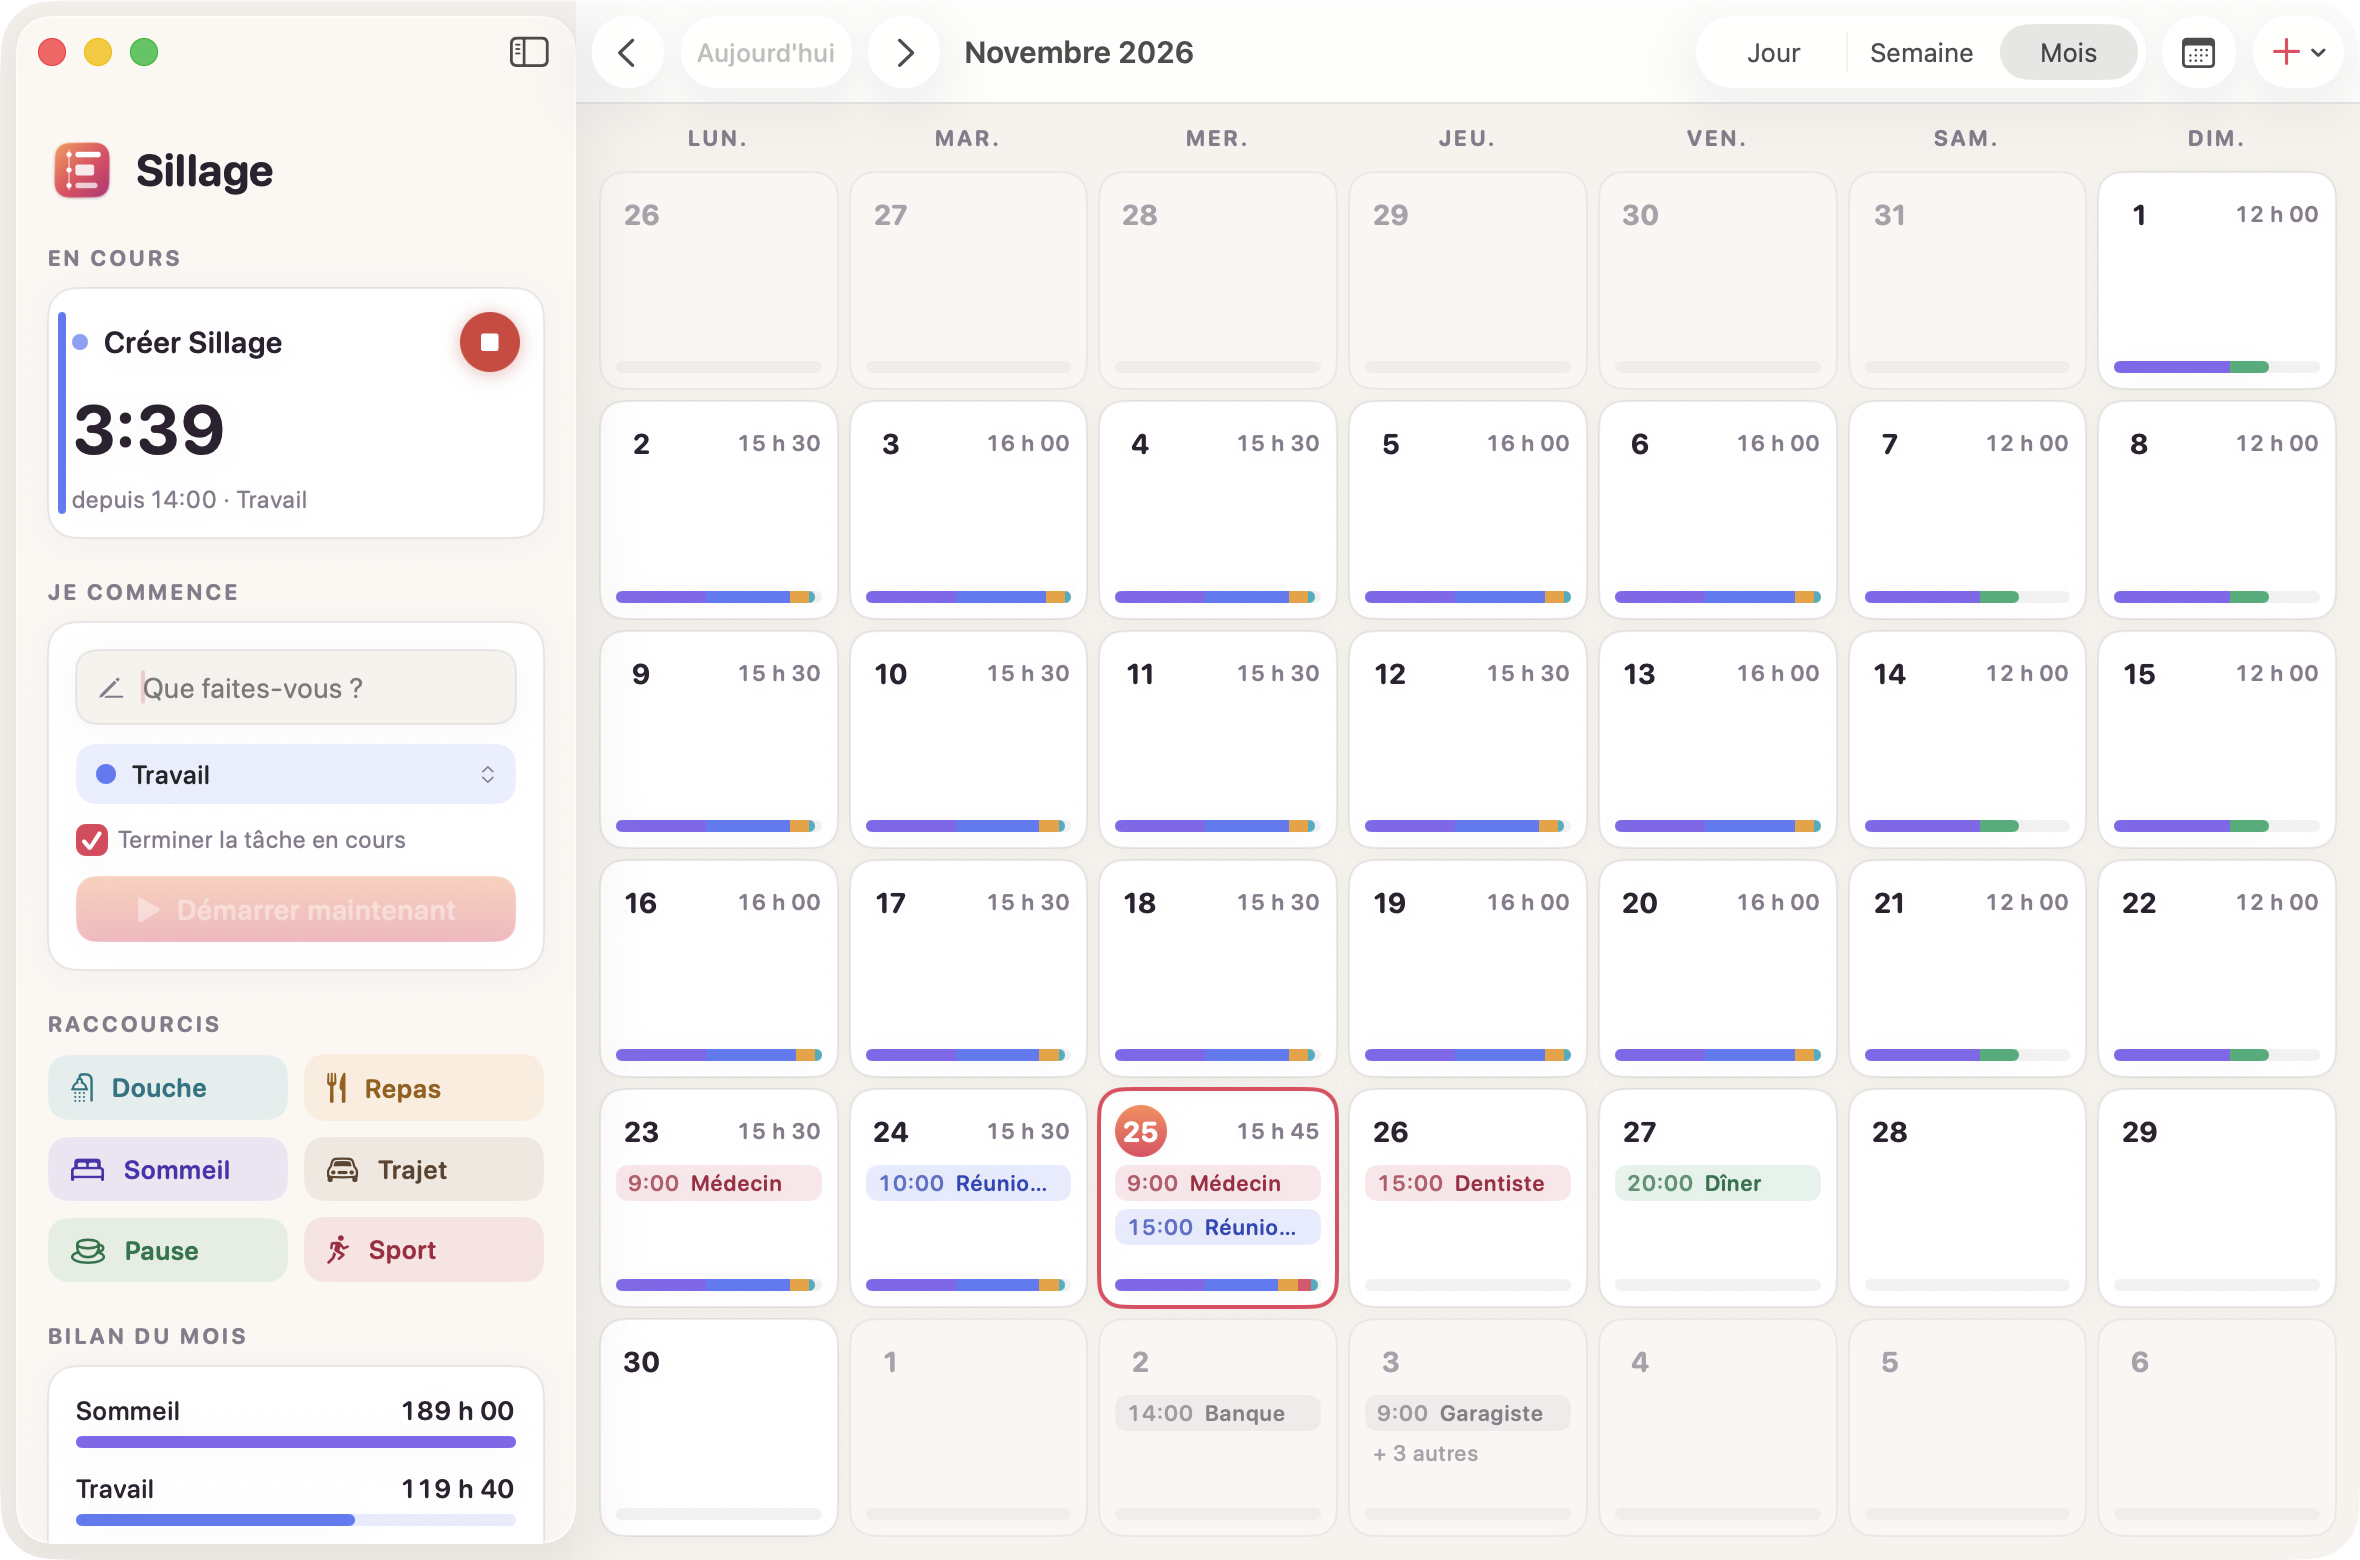 Aujourd'hui
Novembre 2026
Jour
Semaine
Mois
Sillage
EN COURS
Créer Sillage
3:39
depuis 14:00 · Travail
JE COMMENCE
Que faites-vous ?
Travail
Terminer la tâche en cours
Démarrer maintenant
RACCOURCIS
Douche
Repas
Sommeil
Trajet
Pause
Sport
BILAN DU MOIS
Sommeil 189 h 00
Travail 119 h 40
LUN. MAR. MER. JEU. VEN. SAM. DIM.
26
27
28
29
30
31
1 12 h 00
2 15 h 30
3 16 h 00
4 15 h 30
5 16 h 00
6 16 h 00
7 12 h 00
8 12 h 00
9 15 h 30
10 15 h 30
11 15 h 30
12 15 h 30
13 16 h 00
14 12 h 00
15 12 h 00
16 16 h 00
17 15 h 30
18 15 h 30
19 16 h 00
20 16 h 00
21 12 h 00
22 12 h 00
23 15 h 30
9:00 Médecin
24 15 h 30
10:00 Réunio...
25 15 h 45
9:00 Médecin
15:00 Réunio...
26
15:00 Dentiste
27
20:00 Dîner
28
29
30
1
2
14:00 Banque
3
9:00 Garagiste
+ 3 autres
4
5
6